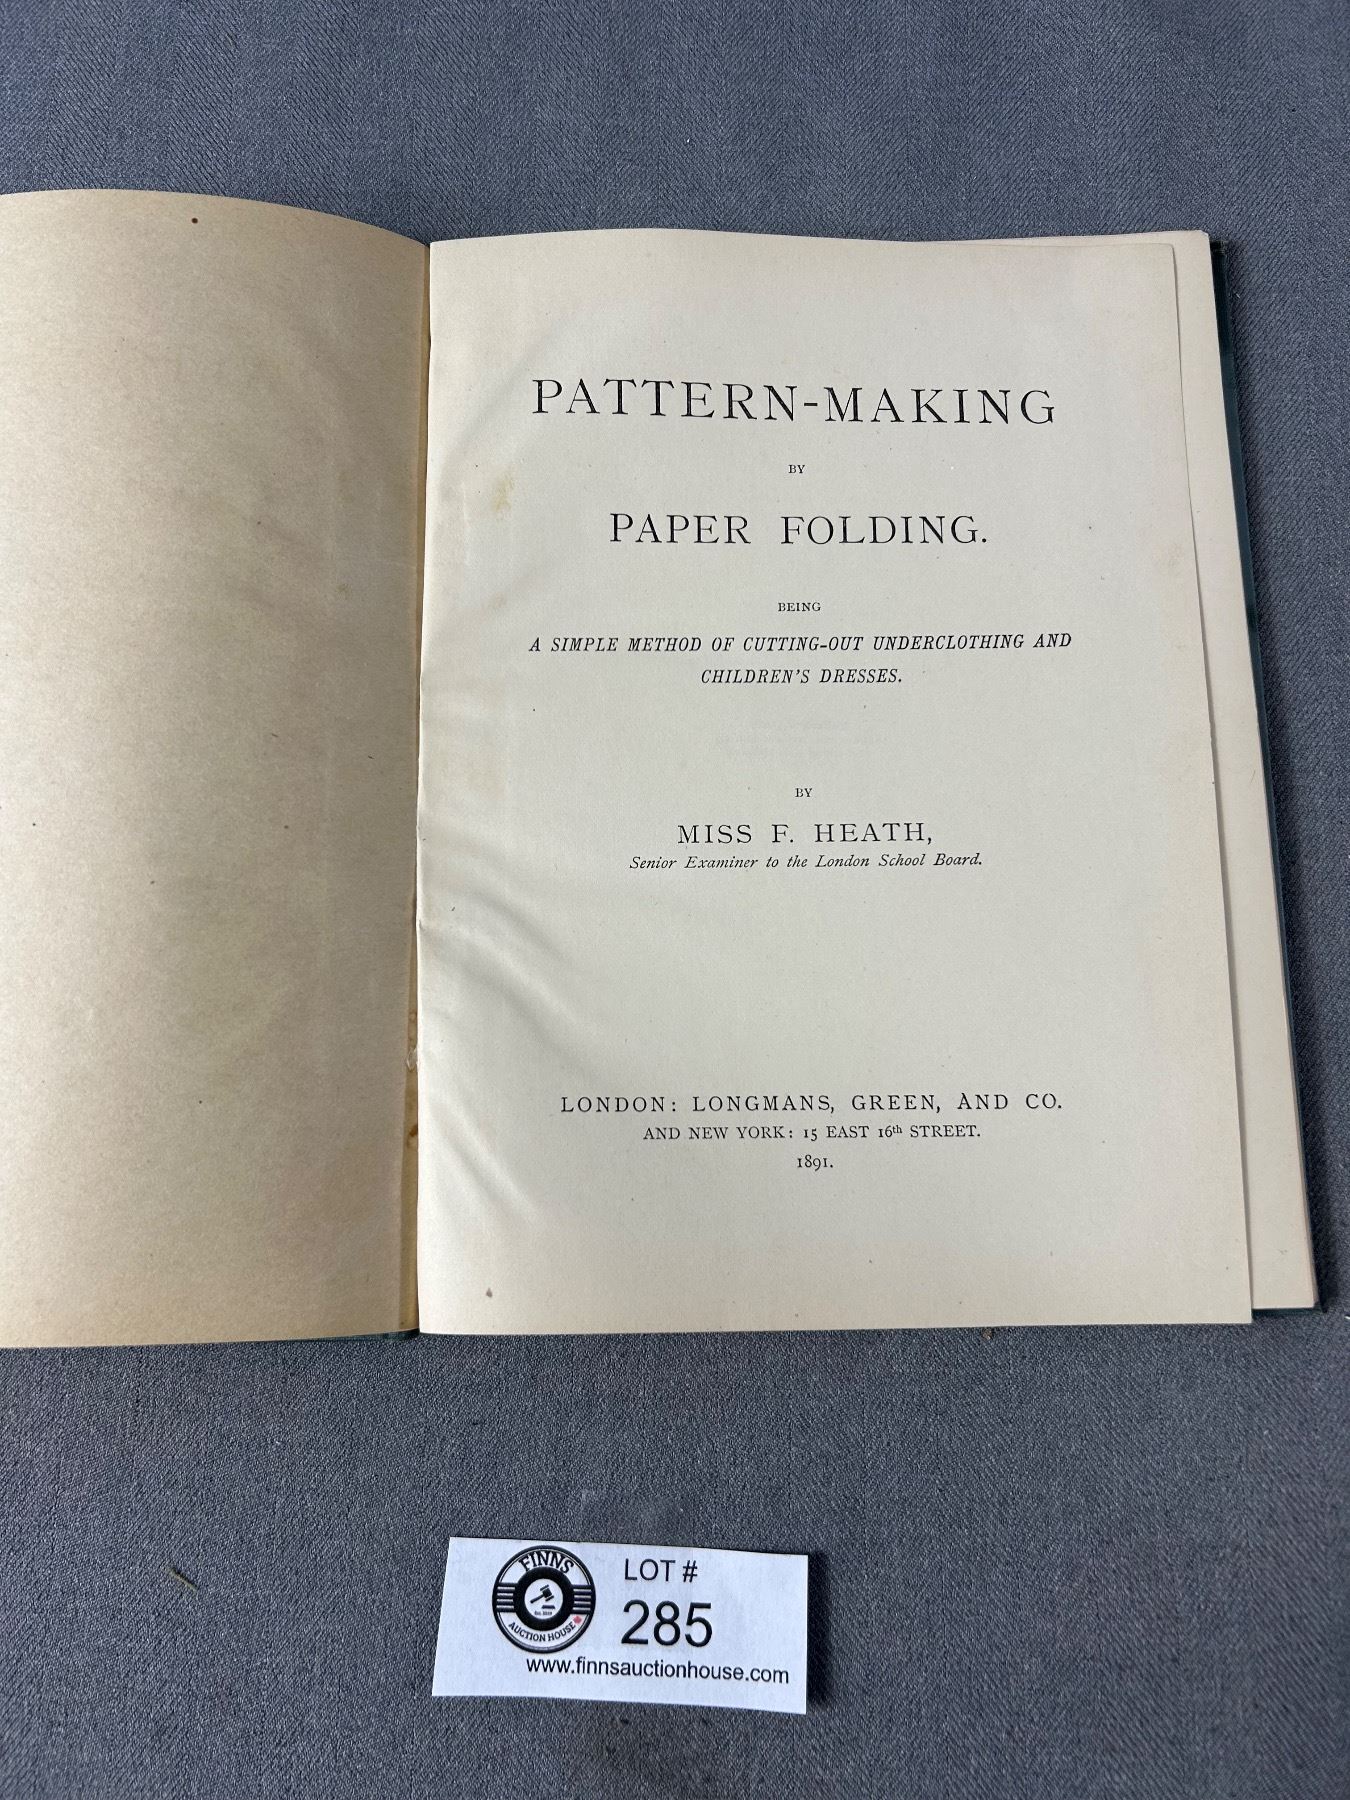 PATTERN-MAKING
BY
PAPER FOLDING.
BEING
A SIMPLE METHOD OF CUTTING-OUT UNDERCLOTHING AND
CHILDREN'S DRESSES.
BY
MISS F. HEATH,
Senior Examiner to the London School Board.
LONDON: LONGMANS, GREEN, AND CO.
AND NEW YORK: 15 EAST 16th STREET.
1891.
FINNS
AUCTION HOUSE
LOT #
285
www.finnsauctionhouse.com